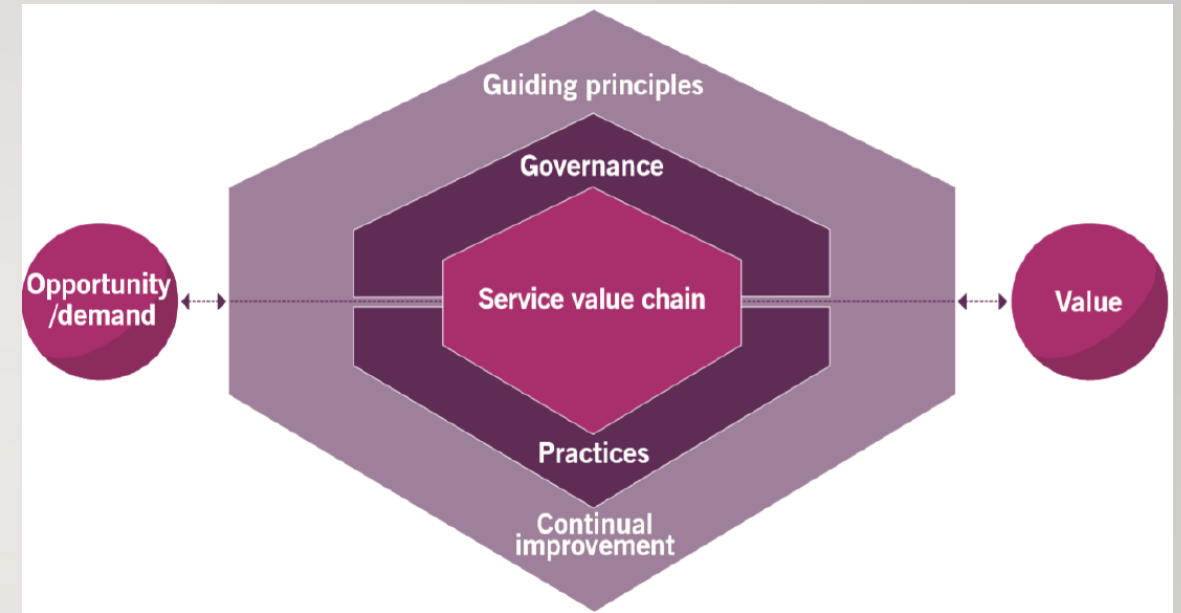 Guiding principles
Governance
Opportunity
/demand
Service value chain
Value
Practices
Continual
improvement